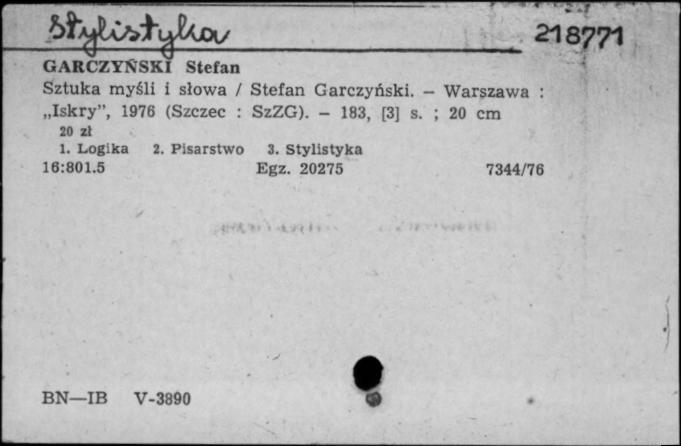 Stylistyka 218771
GARCZYŃSKI Stefan
Sztuka myśli i słowa / Stefan Garczyński. – Warszawa :
„Iskry”, 1976 (Szczec : SzZG). – 183, [3] s. ; 20 cm
20 zł
1. Logika 2. Pisarstwo 3. Stylistyka
16:801.5 Egz. 20275 7344/76
BN—IB V-3890